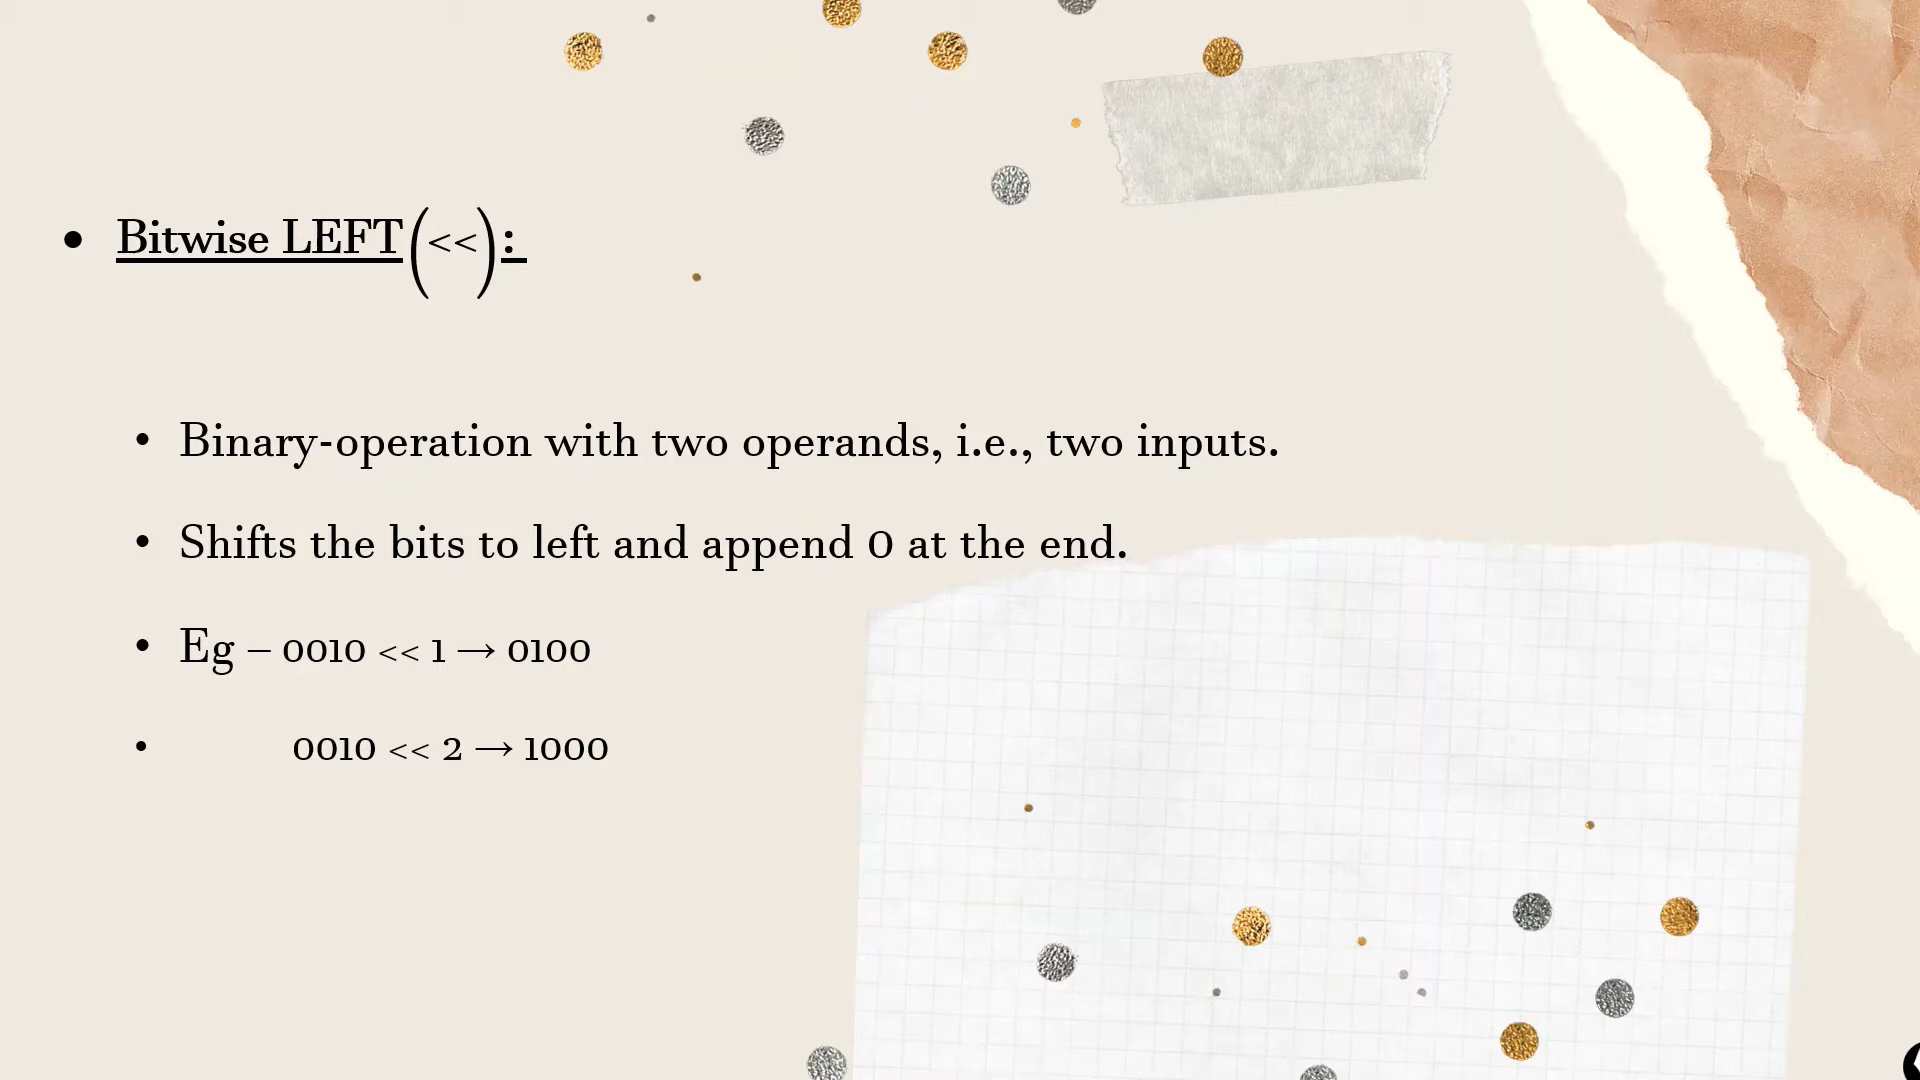 • Bitwise LEFT(<<):
• Binary-operation with two operands, i.e., two inputs.
• Shifts the bits to left and append 0 at the end.
• Eg – 0010 << 1 → 0100
• 0010 << 2 → 1000